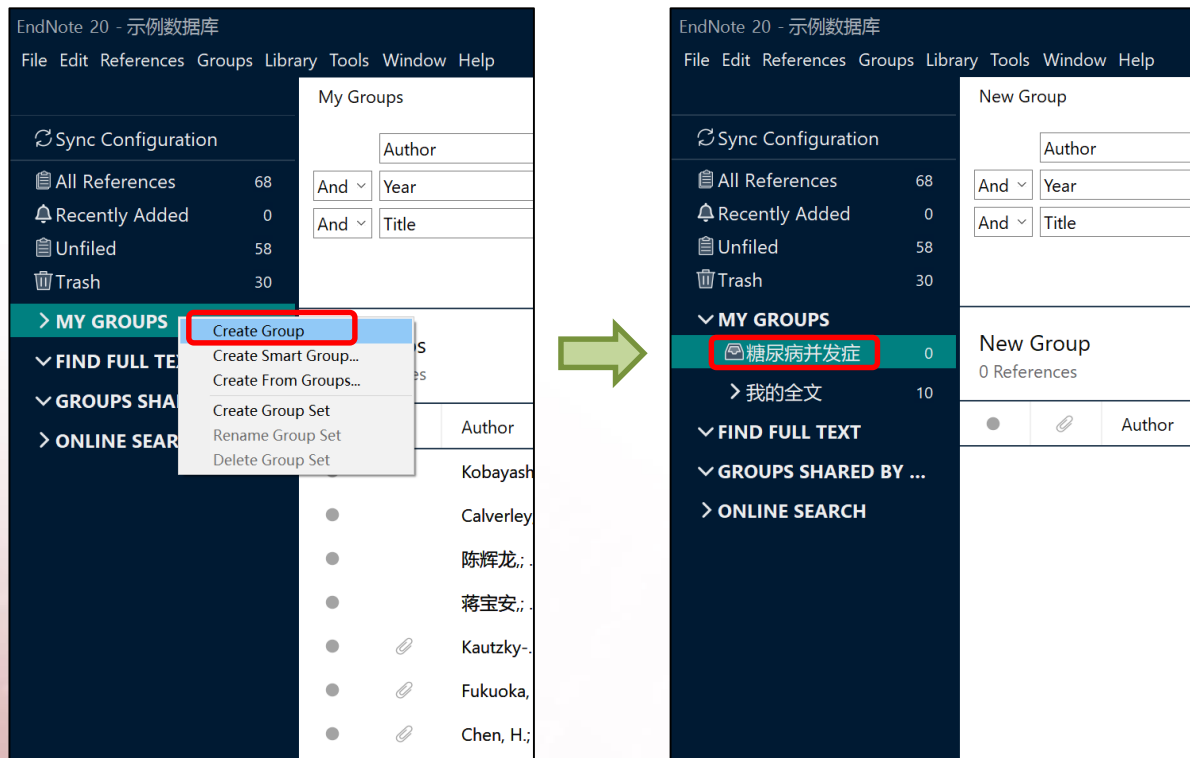 EndNote 20 - 示例数据库
File Edit References Groups Library Tools Window Help
My Groups
Sync Configuration
Author
All References 68
And Year
Recently Added 0
And Title
Unfiled 58
Trash 30
MY GROUPS
Create Group
Create Smart Group...
FIND FULL
Create From Groups...
GROUPS
Create Group Set
Author
ONLINE
Rename Group Set
Delete Group Set
Kobayash
Calverley,
陈辉龙,; .
蒋宝安,; .
Kautzky-.
Fukuoka,
Chen, H.;
EndNote 20 - 示例数据库
File Edit References Groups Library Tools Window Help
New Group
Sync Configuration
Author
All References 68
And Year
Recently Added 0
And Title
Unfiled 58
Trash 30
MY GROUPS
糖尿病并发症 0
New Group
0 References
我的全文 10
Author
FIND FULL TEXT
GROUPS SHARED BY ...
ONLINE SEARCH